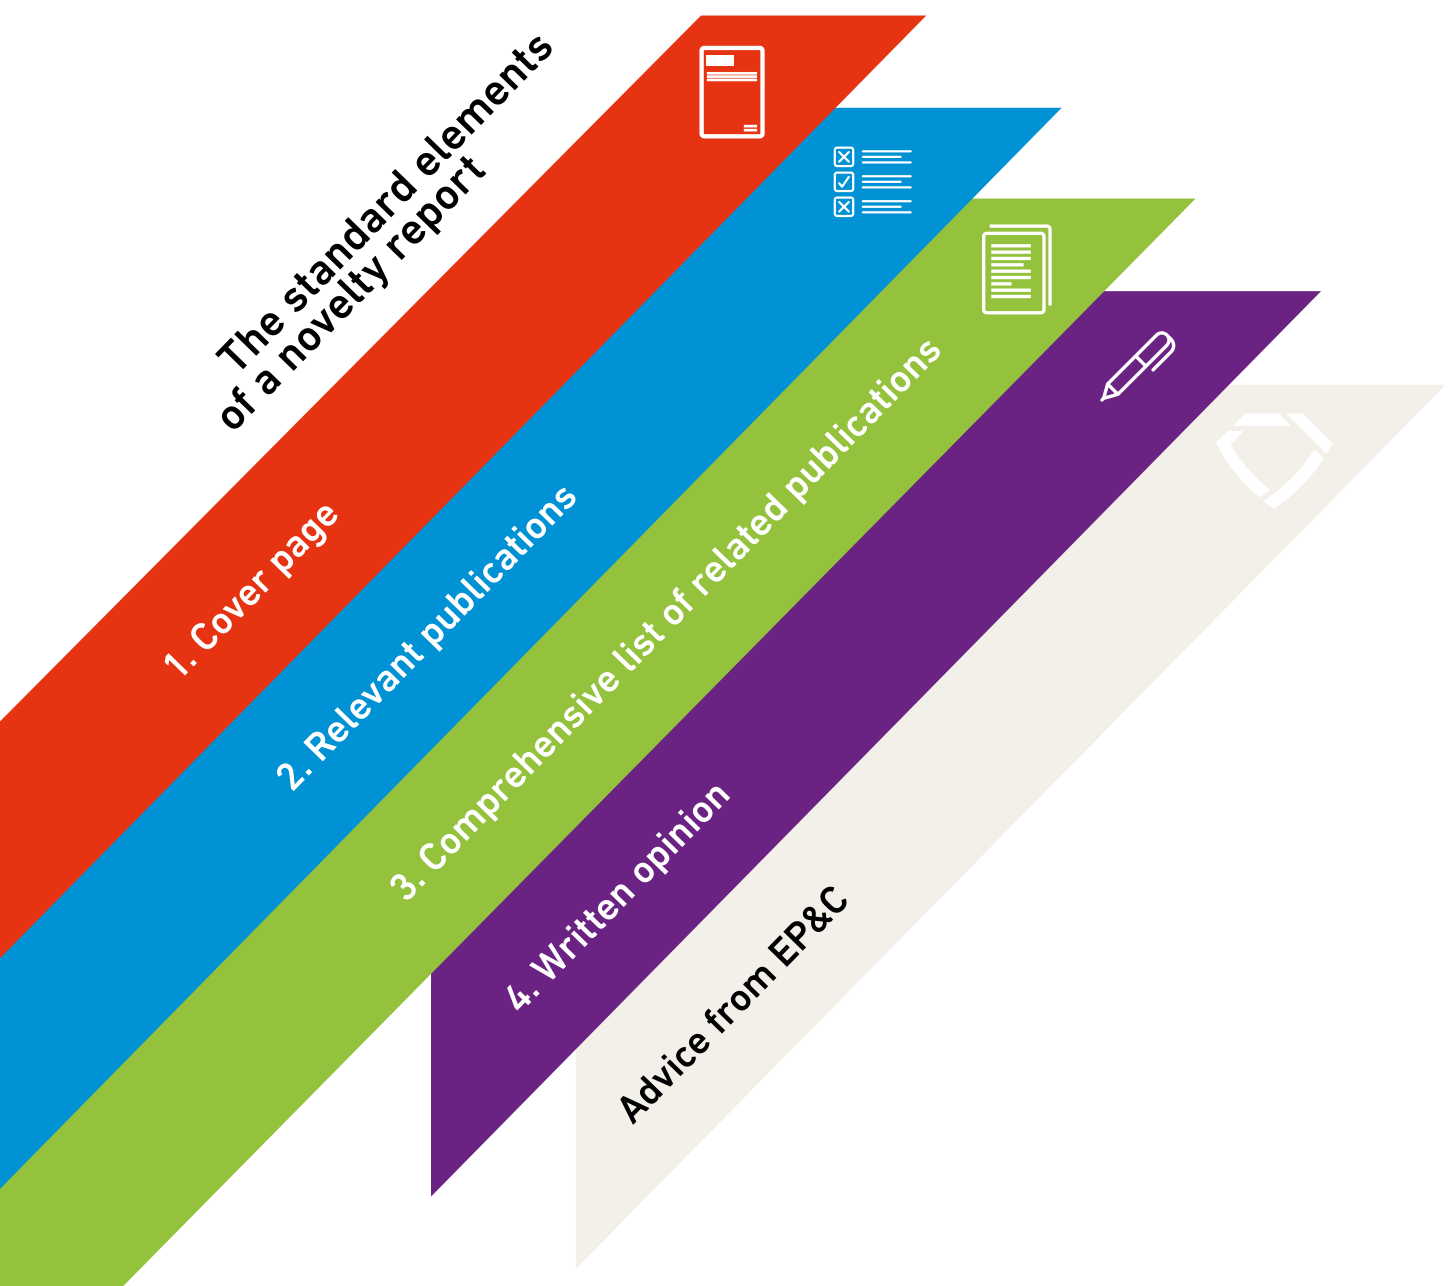 The standard elements
of a novelty report
1. Cover page
2. Relevant publications
3. Comprehensive list of related publications
4. Written opinion
Advice from EP&C